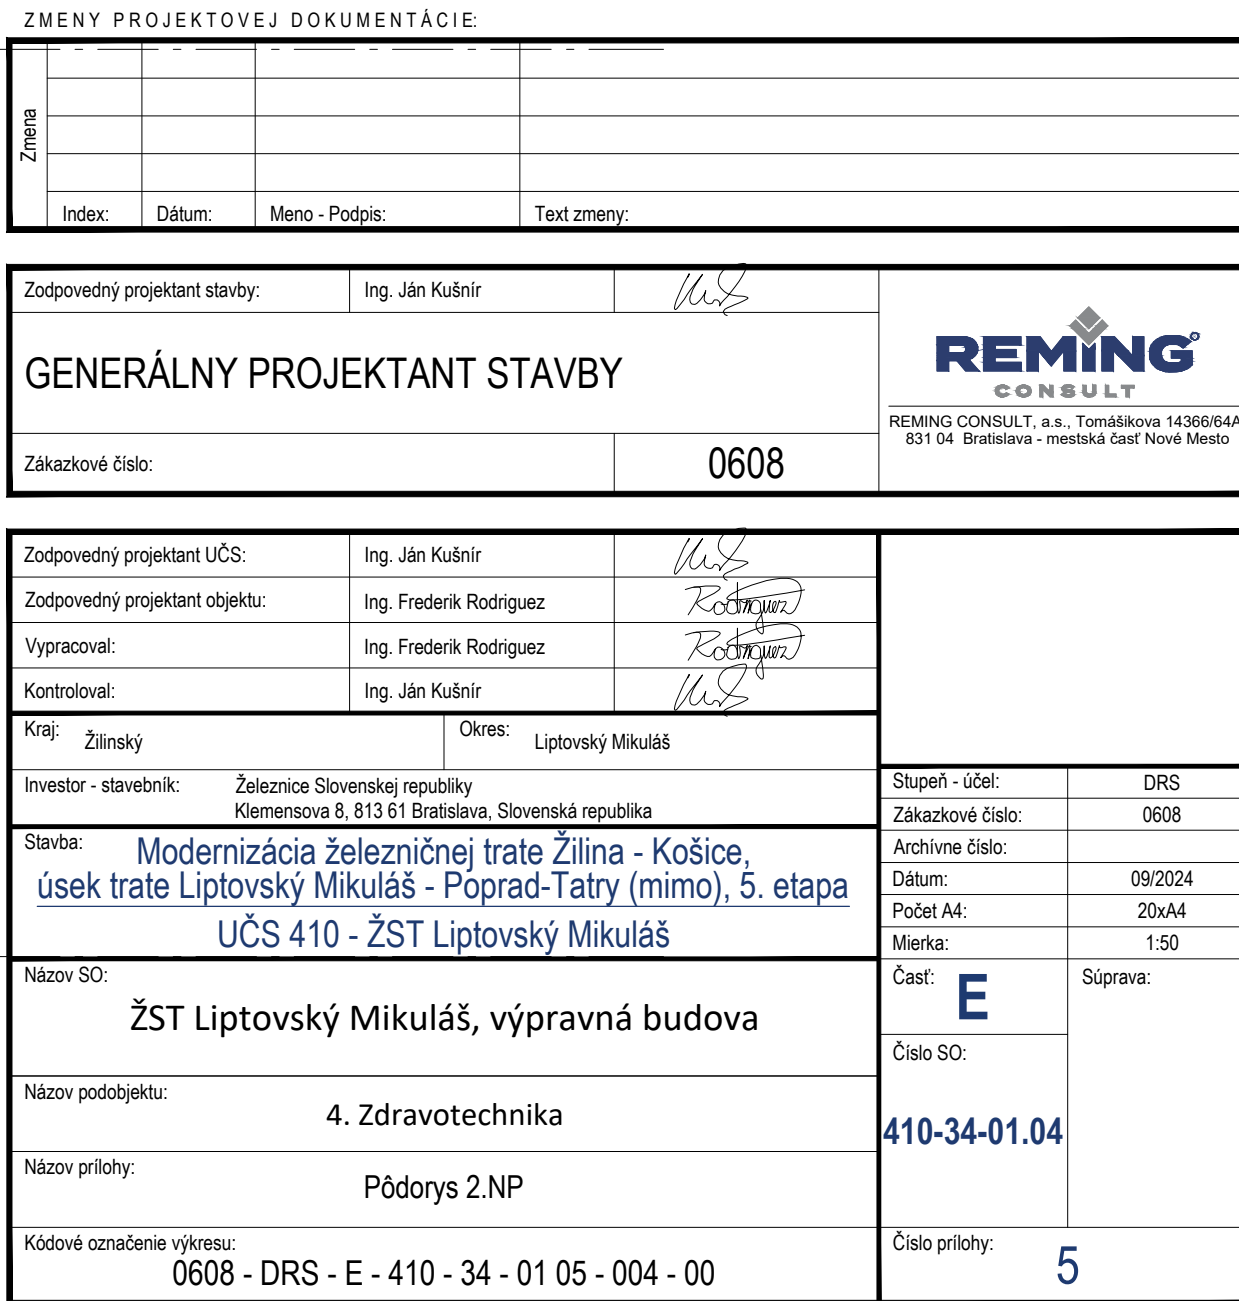 ZMENY PROJEKTOVEJ DOKUMENTÁCIE:
Zmena
Index: Dátum: Meno - Podpis: Text zmeny:
Zodpovedný projektant stavby: Ing. Ján Kušnír
GENERÁLNY PROJEKTANT STAVBY
REMING
CONSULT
REMING CONSULT, a.s., Tomášikova 14366/64A
831 04 Bratislava - mestská časť Nové Mesto
Zákazkové číslo: 0608
Zodpovedný projektant UČS: Ing. Ján Kušnír
Zodpovedný projektant objektu: Ing. Frederik Rodriguez Rodriguez
Vypracoval: Ing. Frederik Rodriguez Rodriguez
Kontroloval: Ing. Ján Kušnír
Kraj: Žilinský Okres: Liptovský Mikuláš
Investor - stavebník: Železnice Slovenskej republiky
Klemensova 8, 813 61 Bratislava, Slovenská republika
Stavba: Modernizácia železničnej trate Žilina - Košice,
úsek trate Liptovský Mikuláš - Poprad-Tatry (mimo), 5. etapa
UČS 410 - ŽST Liptovský Mikuláš
Stupeň - účel: DRS
Zákazkové číslo: 0608
Archívne číslo:
Dátum: 09/2024
Počet A4: 20xA4
Mierka: 1:50
Názov SO:
ŽST Liptovský Mikuláš, výpravná budova
Časť: E Súprava:
Číslo SO:
410-34-01.04
Názov podobjektu:
4. Zdravotechnika
Názov prílohy:
Pôdorys 2.NP
Kódové označenie výkresu:
0608 - DRS - E - 410 - 34 - 01 05 - 004 - 00
Číslo prílohy: 5